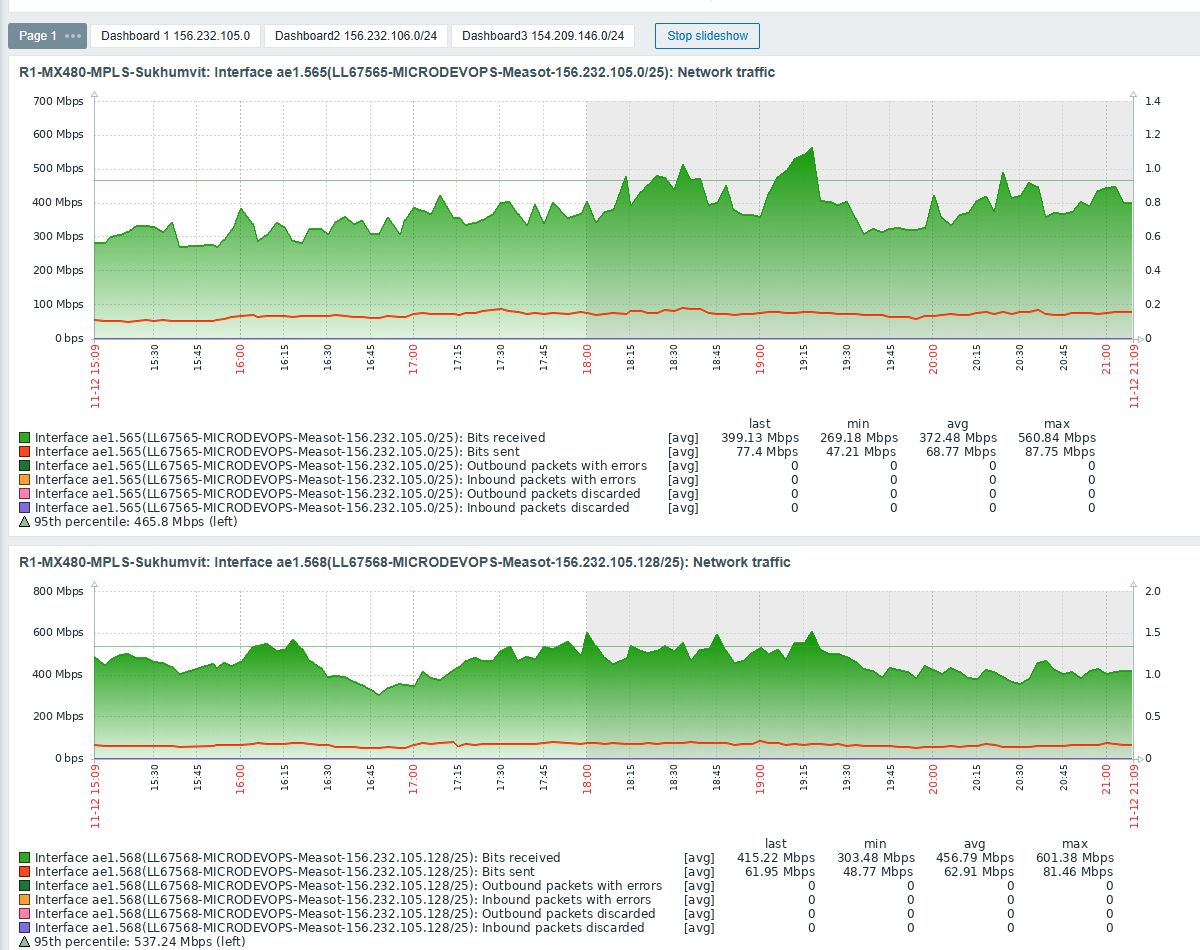 Page 1 ••• Dashboard 1 156.232.105.0 Dashboard2 156.232.106.0/24 Dashboard3 154.209.146.0/24 Stop slideshow
R1-MX480-MPLS-Sukhumvit: Interface ae1.565(LL67565-MICRODEVOPS-Measot-156.232.105.0/25): Network traffic
700 Mbps 1.4
600 Mbps 1.2
500 Mbps 1.0
400 Mbps 0.8
300 Mbps 0.6
200 Mbps 0.4
100 Mbps 0.2
0 bps 0
11-12 15:09 15:30 15:45 16:00 16:15 16:30 16:45 17:00 17:15 17:30 17:45 18:00 18:15 18:30 18:45 19:00 19:15 19:30 19:45 20:00 20:15 20:30 20:45 21:00 11-12 21:09
last min avg max
Interface ae1.565(LL67565-MICRODEVOPS-Measot-156.232.105.0/25): Bits received [avg] 399.13 Mbps 269.18 Mbps 372.48 Mbps 560.84 Mbps
Interface ae1.565(LL67565-MICRODEVOPS-Measot-156.232.105.0/25): Bits sent [avg] 77.4 Mbps 47.21 Mbps 68.77 Mbps 87.75 Mbps
Interface ae1.565(LL67565-MICRODEVOPS-Measot-156.232.105.0/25): Outbound packets with errors [avg] 0 0 0 0
Interface ae1.565(LL67565-MICRODEVOPS-Measot-156.232.105.0/25): Inbound packets with errors [avg] 0 0 0 0
Interface ae1.565(LL67565-MICRODEVOPS-Measot-156.232.105.0/25): Outbound packets discarded [avg] 0 0 0 0
Interface ae1.565(LL67565-MICRODEVOPS-Measot-156.232.105.0/25): Inbound packets discarded [avg] 0 0 0 0
95th percentile: 465.8 Mbps (left)
R1-MX480-MPLS-Sukhumvit: Interface ae1.568(LL67568-MICRODEVOPS-Measot-156.232.105.128/25): Network traffic
800 Mbps 2.0
600 Mbps 1.5
400 Mbps 1.0
200 Mbps 0.5
0 bps 0
11-12 15:09 15:30 15:45 16:00 16:15 16:30 16:45 17:00 17:15 17:30 17:45 18:00 18:15 18:30 18:45 19:00 19:15 19:30 19:45 20:00 20:15 20:30 20:45 21:00 11-12 21:09
last min avg max
Interface ae1.568(LL67568-MICRODEVOPS-Measot-156.232.105.128/25): Bits received [avg] 415.22 Mbps 303.48 Mbps 456.79 Mbps 601.38 Mbps
Interface ae1.568(LL67568-MICRODEVOPS-Measot-156.232.105.128/25): Bits sent [avg] 61.95 Mbps 48.77 Mbps 62.91 Mbps 81.46 Mbps
Interface ae1.568(LL67568-MICRODEVOPS-Measot-156.232.105.128/25): Outbound packets with errors [avg] 0 0 0 0
Interface ae1.568(LL67568-MICRODEVOPS-Measot-156.232.105.128/25): Inbound packets with errors [avg] 0 0 0 0
Interface ae1.568(LL67568-MICRODEVOPS-Measot-156.232.105.128/25): Outbound packets discarded [avg] 0 0 0 0
Interface ae1.568(LL67568-MICRODEVOPS-Measot-156.232.105.128/25): Inbound packets discarded [avg] 0 0 0 0
95th percentile: 537.24 Mbps (left)